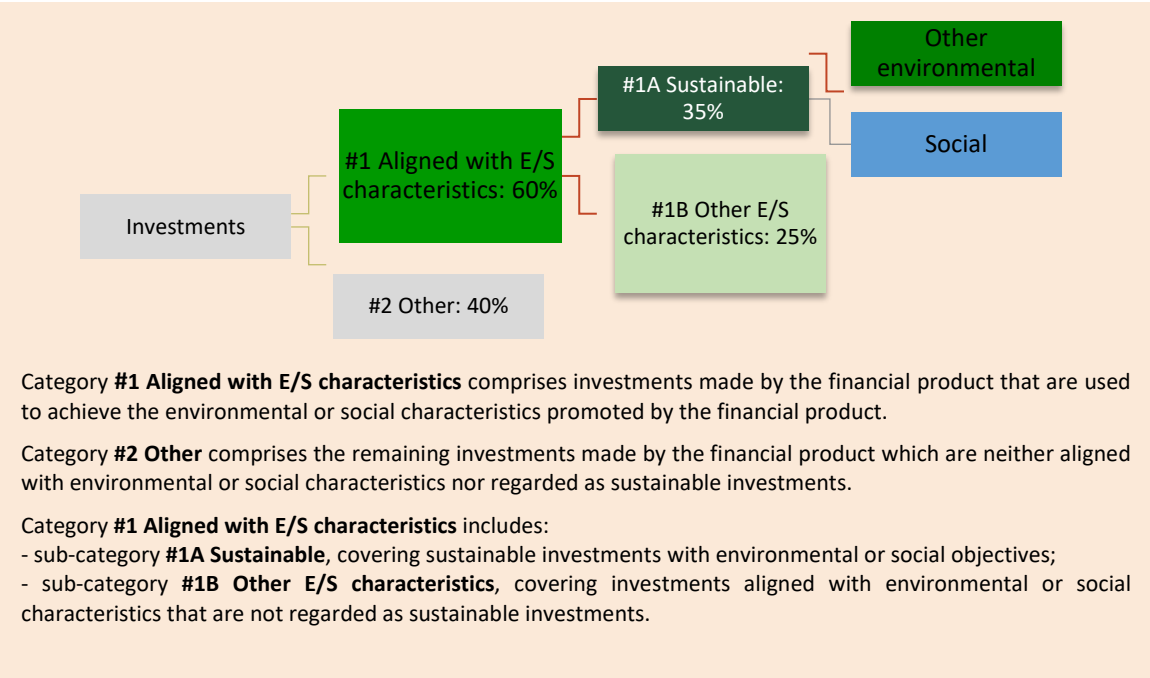 Other
environmental
#1A Sustainable:
35%
Social
#1 Aligned with E/S
characteristics: 60%
#1B Other E/S
characteristics: 25%
Investments
#2 Other: 40%
Category #1 Aligned with E/S characteristics comprises investments made by the financial product that are used
to achieve the environmental or social characteristics promoted by the financial product.
Category #2 Other comprises the remaining investments made by the financial product which are neither aligned
with environmental or social characteristics nor regarded as sustainable investments.
Category #1 Aligned with E/S characteristics includes:
- sub-category #1A Sustainable, covering sustainable investments with environmental or social objectives;
- sub-category #1B Other E/S characteristics, covering investments aligned with environmental or social
characteristics that are not regarded as sustainable investments.